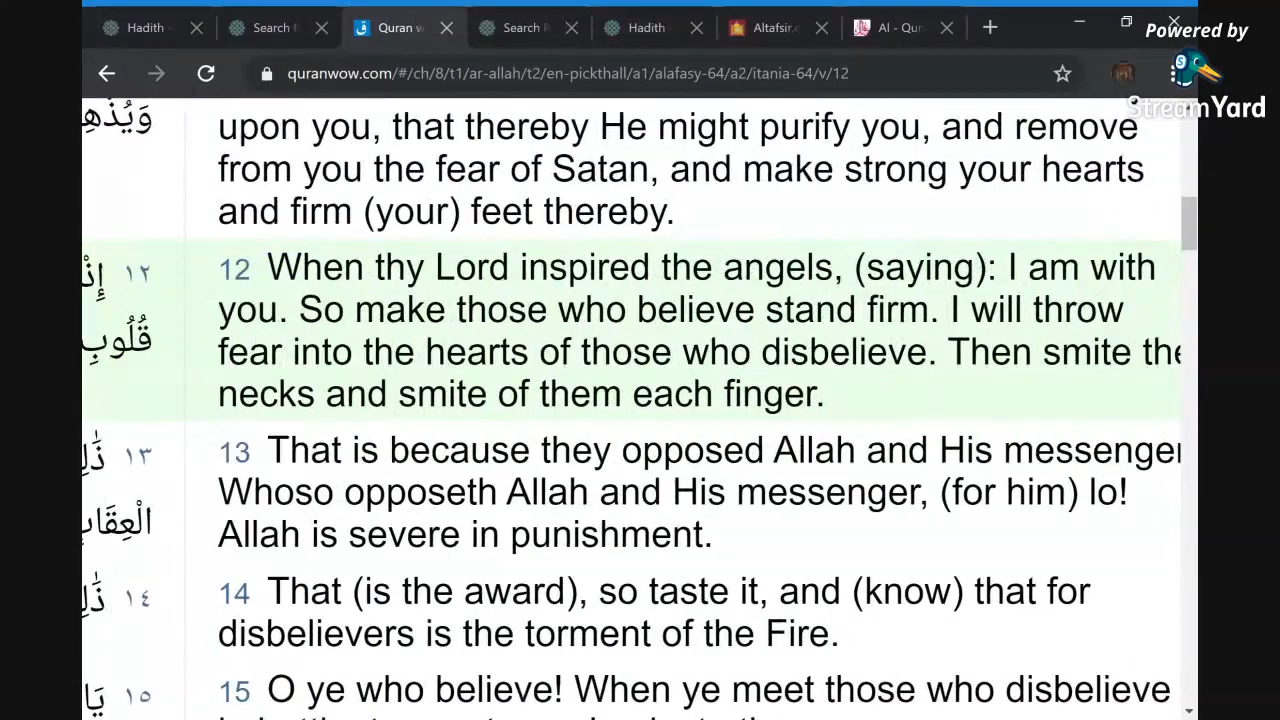 Hadith
Search
Quran w
Search
Hadith
Altafsir.c
Al - Qur
Powered by
quranwow.com/#/ch/8/t1/ar-allah/t2/en-pickthall/a1/alafasy-64/a2/itania-64/v/12
StreamYard
upon you, that thereby He might purify you, and remove
from you the fear of Satan, and make strong your hearts
and firm (your) feet thereby.
١٢
12 When thy Lord inspired the angels, (saying): I am with
you. So make those who believe stand firm. I will throw
قُلُوبِ
fear into the hearts of those who disbelieve. Then smite the
necks and smite of them each finger.
١٣
13 That is because they opposed Allah and His messenger
Whoso opposeth Allah and His messenger, (for him) lo!
Allah is severe in punishment.
١٤
14 That (is the award), so taste it, and (know) that for
disbelievers is the torment of the Fire.
١٥
15 O ye who believe! When ye meet those who disbelieve